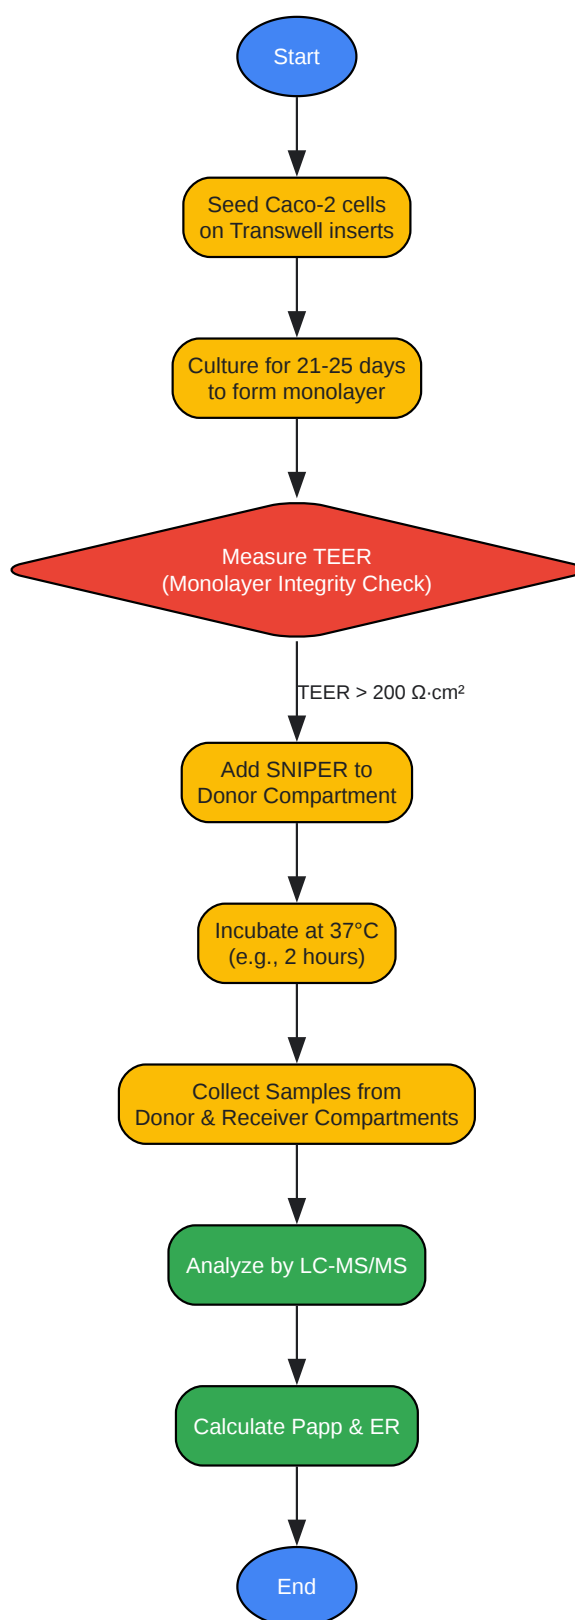 Start
Seed Caco-2 cells
on Transwell inserts
Culture for 21-25 days
to form monolayer
Measure TEER
(Monolayer Integrity Check)
TEER > 200 Ω·cm²
Add SNIPER to
Donor Compartment
Incubate at 37°C
(e.g., 2 hours)
Collect Samples from
Donor & Receiver Compartments
Analyze by LC-MS/MS
Calculate Papp & ER
End